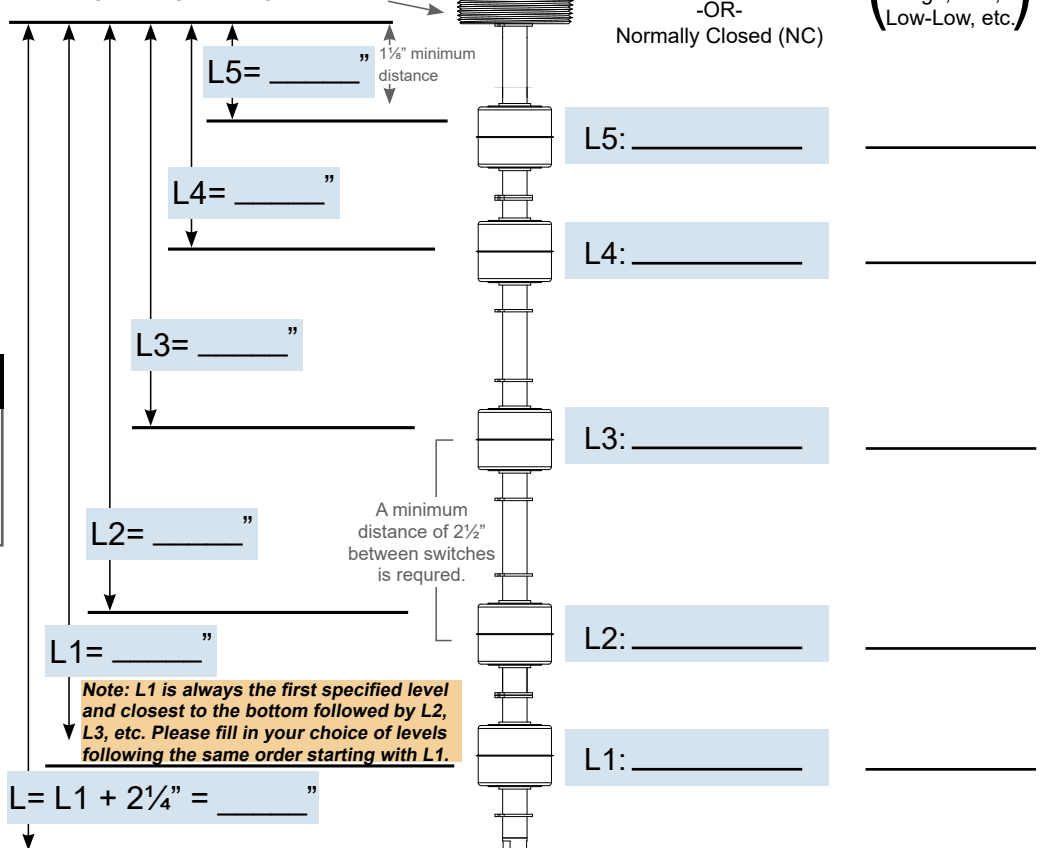 -OR-
Normally Closed (NC)
Low-Low, etc.
L5= _____”
1⅛” minimum
distance
L5: __________
L4= _____”
L4: __________
L3= _____”
L3: __________
A minimum
distance of 2½”
between switches
is requred.
L2= _____”
L2: __________
L1= _____”
Note: L1 is always the first specified level
and closest to the bottom followed by L2,
L3, etc. Please fill in your choice of levels
following the same order starting with L1.
L1: __________
L= L1 + 2¼” = _____”